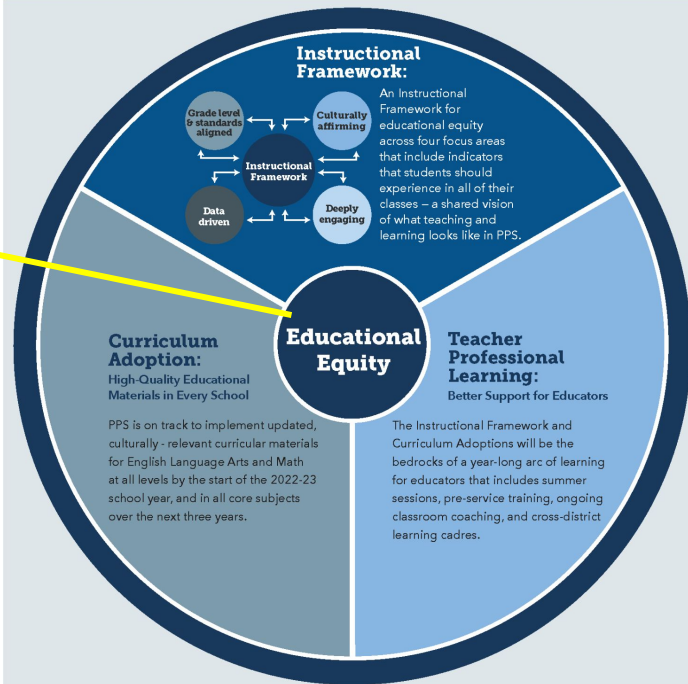 Instructional
Framework:
Grade level
& standards
aligned
Culturally
affirming
Instructional
Framework
Data
driven
Deeply
engaging
An Instructional
Framework for
educational equity
across four focus areas
that include indicators
that students should
experience in all of their
classes – a shared vision
of what teaching and
learning looks like in PPS.
Educational
Equity
Curriculum
Adoption:
High-Quality Educational
Materials in Every School
PPS is on track to implement updated,
culturally - relevant curricular materials
for English Language Arts and Math
at all levels by the start of the 2022-23
school year, and in all core subjects
over the next three years.
Teacher
Professional
Learning:
Better Support for Educators
The Instructional Framework and
Curriculum Adoptions will be the
bedrocks of a year-long arc of learning
for educators that includes summer
sessions, pre-service training, ongoing
classroom coaching, and cross-district
learning cadres.